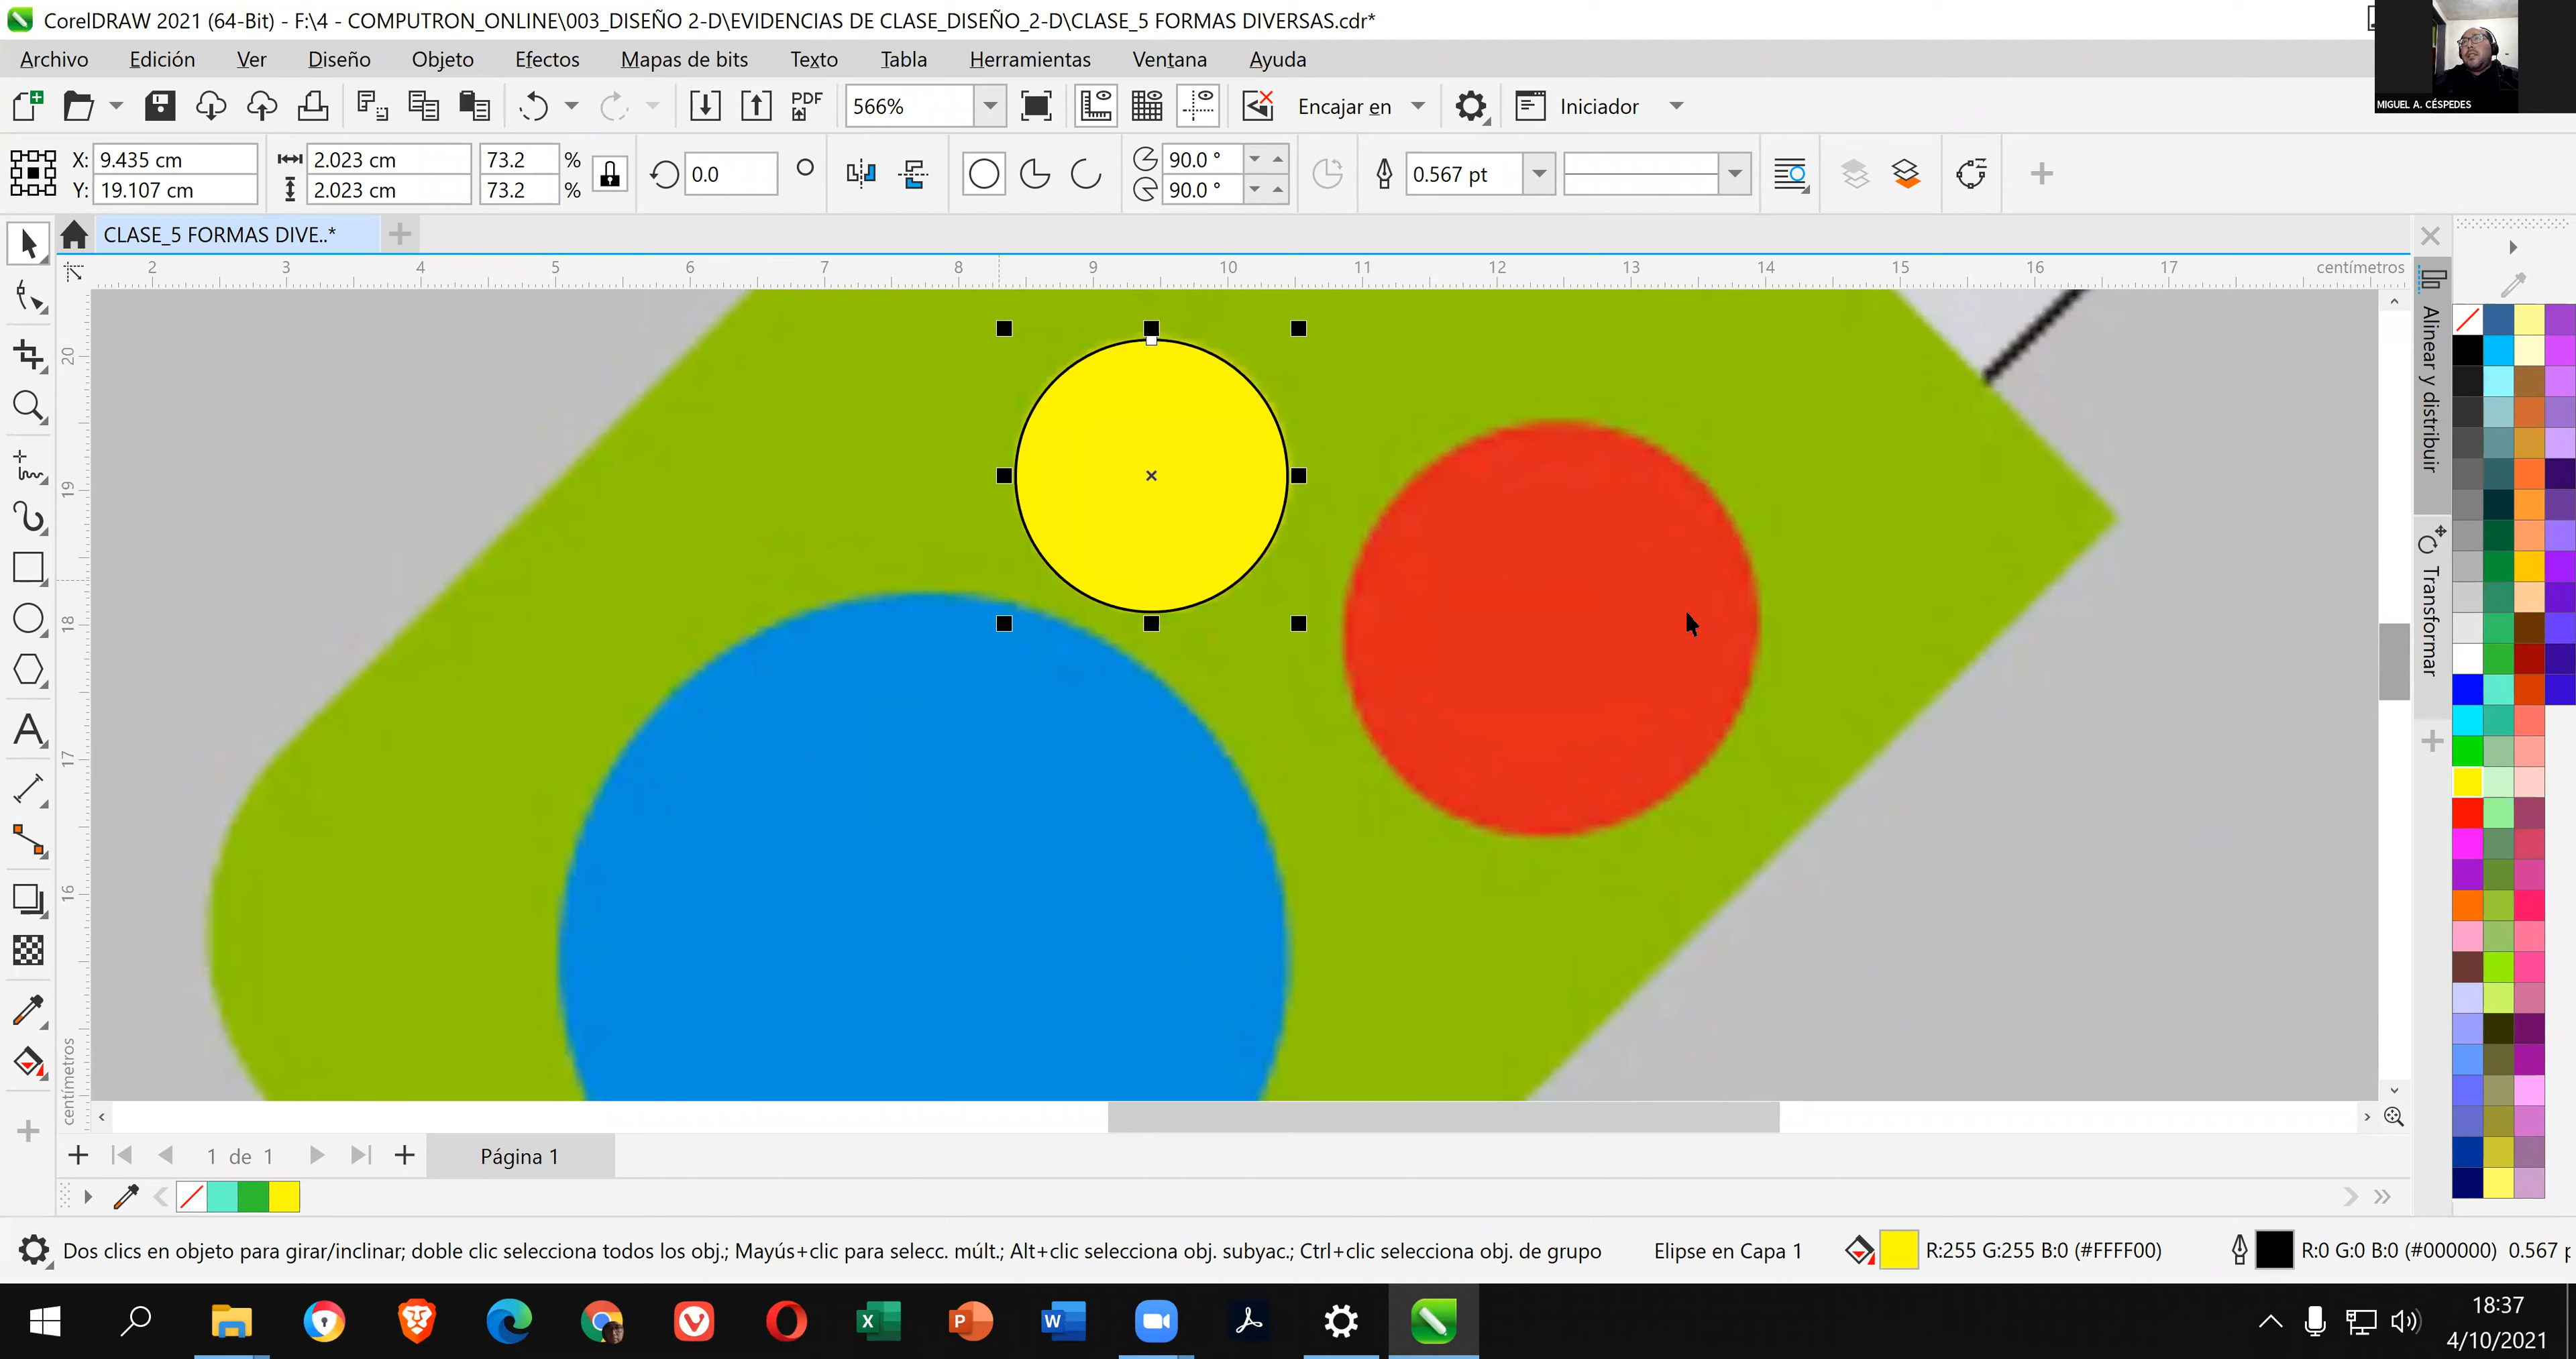 CorelDRAW 2021 (64-Bit) - F:\4 - COMPUTRON_ONLINE\003_DISEÑO 2-D\EVIDENCIAS DE CLASE_DISEÑO_2-D\CLASE_5 FORMAS DIVERSAS.cdr*
MIGUEL A. CÉSPEDES
Archivo Edición Ver Diseño Objeto Efectos Mapas de bits Texto Tabla Herramientas Ventana Ayuda
PDF 566% Encajar en Iniciador
X: 9.435 cm 2.023 cm 73.2 % 0.0 90.0 ° 0.567 pt
Y: 19.107 cm 2.023 cm 73.2 % 90.0 °
CLASE_5 FORMAS DIVE..*
2 3 4 5 6 7 8 9 10 11 12 13 14 15 16 17 centímetros
20
19
18
17
16
centímetros
Alinear y distribuir
Transformar
1 de 1 Página 1
Dos clics en objeto para girar/inclinar; doble clic selecciona todos los obj.; Mayús+clic para selecc. múlt.; Alt+clic selecciona obj. subyac.; Ctrl+clic selecciona obj. de grupo Elipse en Capa 1 R:255 G:255 B:0 (#FFFF00) R:0 G:0 B:0 (#000000) 0.567
18:37
4/10/2021